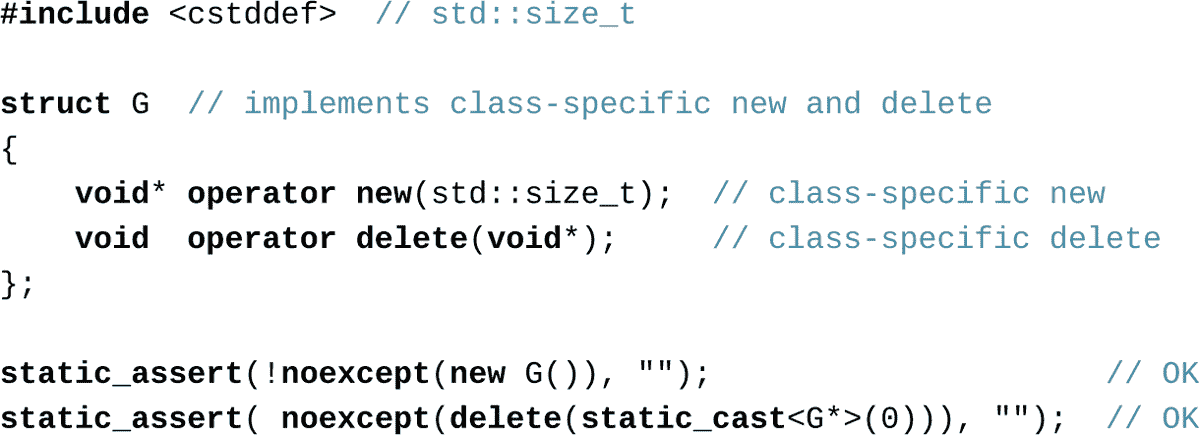 #include <cstddef>  // std::size_t

struct G  // implements class-specific new and delete
{
    void* operator new(std::size_t);  // class-specific new
    void  operator delete(void*);     // class-specific delete
};

static_assert(!noexcept(new G()), "");                     // OK
static_assert( noexcept(delete(static_cast<G*>(0))), "");  // OK